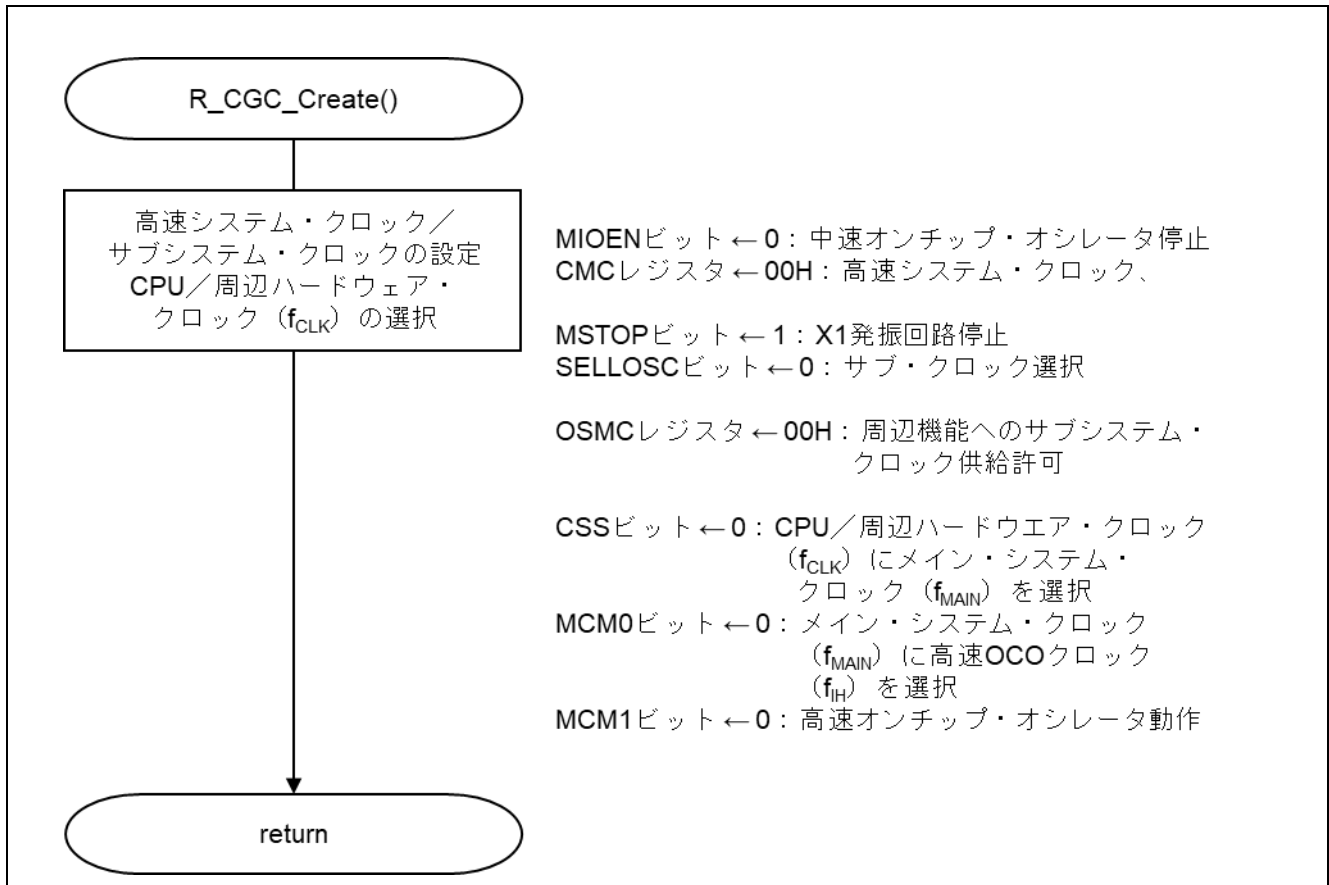 R_CGC_Create()
高速システム・クロック／
サブシステム・クロックの設定
CPU／周辺ハードウェア・
クロック（fCLK）の選択
MIOENビット←0：中速オンチップ・オシレータ停止
CMCレジスタ←00H：高速システム・クロック、
MSTOPビット←1：X1発振回路停止
SELLOSCビット←0：サブ・クロック選択
OSMCレジスタ←00H：周辺機能へのサブシステム・
クロック供給許可
CSSビット←0：CPU／周辺ハードウエア・クロック
（fCLK）にメイン・システム・
クロック（fMAIN）を選択
MCM0ビット←0：メイン・システム・クロック
（fMAIN）に高速OCOクロック
（fIH）を選択
MCM1ビット←0：高速オンチップ・オシレータ動作
return